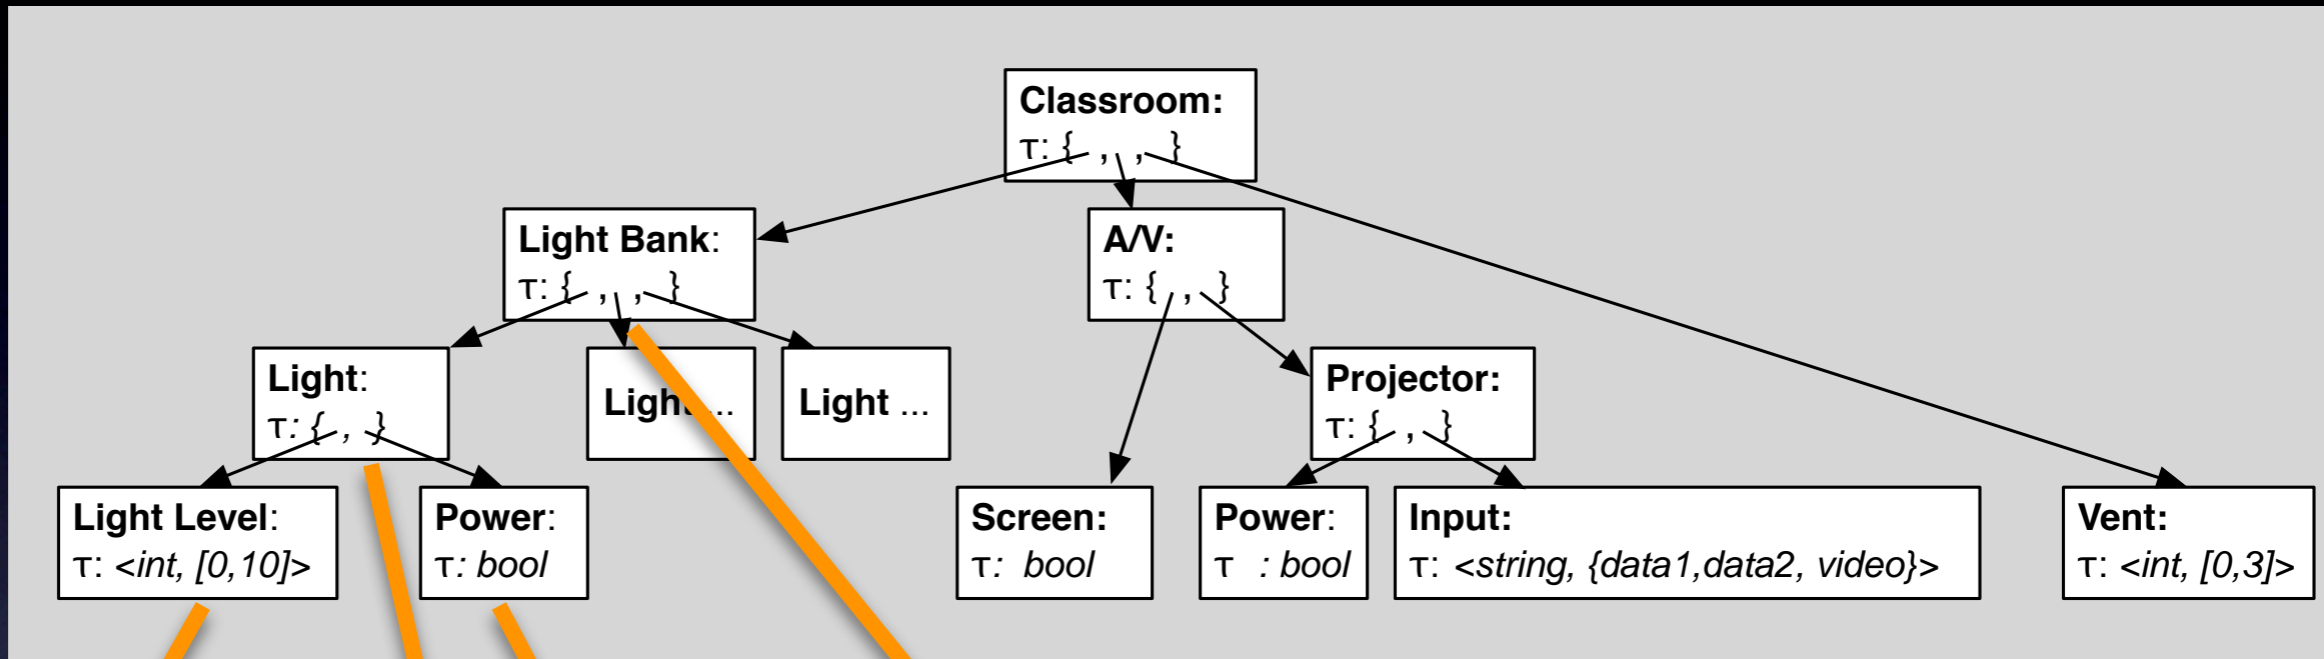 Classroom:
τ: { , , }
Light Bank:
τ: { , , }
A/V:
τ: { , }
Light:
τ: { , }
Light ...
Light ...
Projector:
τ: { , }
Light Level:
τ: <int, [0,10]>
Power:
τ: bool
Screen:
τ: bool
Power:
τ : bool
Input:
τ: <string, {data1,data2, video}>
Vent:
τ: <int, [0,3]>